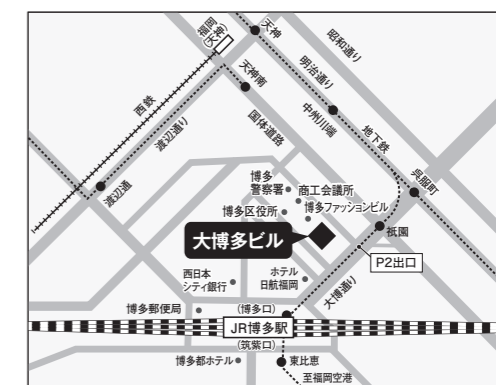 福岡
(天神)
天神
昭和通り
明治通り
天神南
中州川端
地下鉄
西鉄
渡辺通り
国体道路
呉服町
渡辺通
博多
警察署
商工会議所
博多区役所
博多ファッションビル
祇園
大博多ビル
P2出口
西日本
シティ銀行
ホテル
日航福岡
大博通り
博多郵便局
(博多口)
JR博多駅
(筑紫口)
博多都ホテル
東比恵
至福岡空港